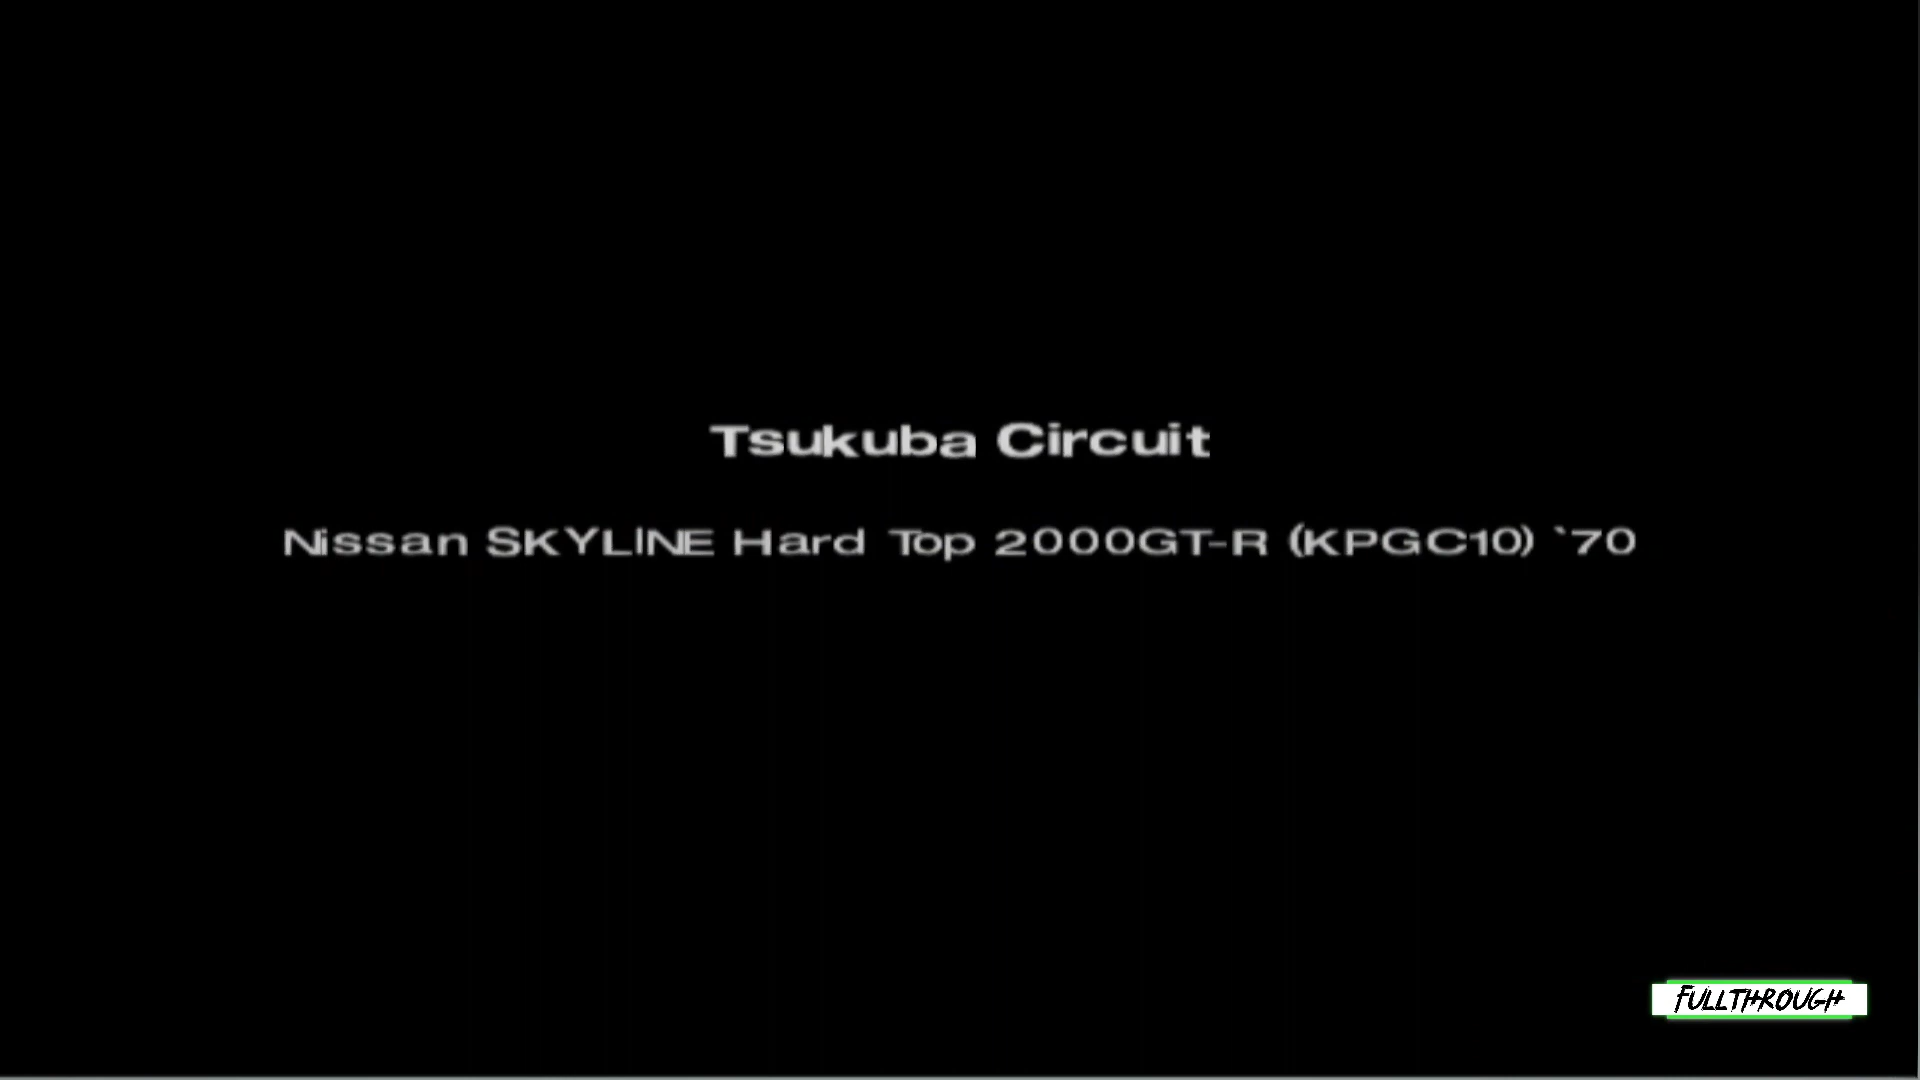 Tsukuba Circuit
Nissan SKYLINE Hard Top 2000GT-R (KPGC10) `70
FULLTHROUGH